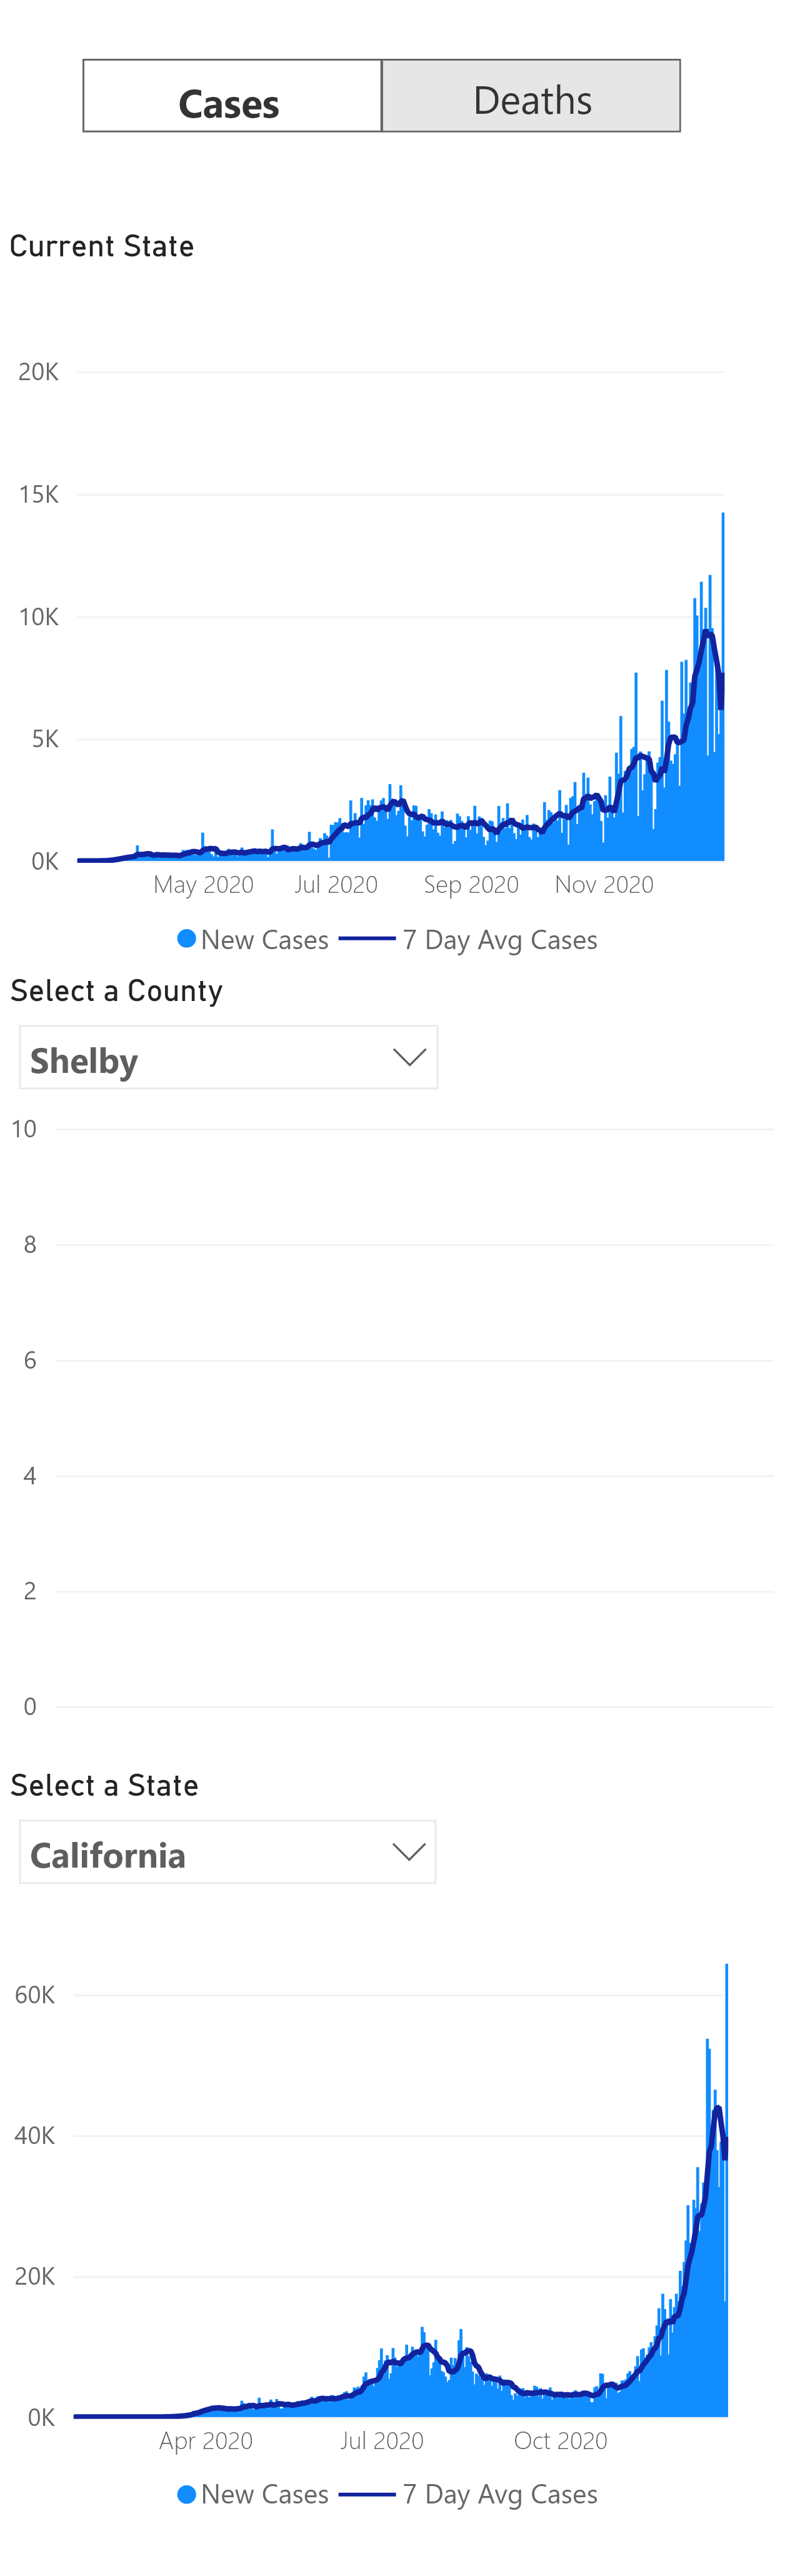 Cases Deaths
Current State
20K
15K
10K
5K
0K
May 2020 Jul 2020 Sep 2020 Nov 2020
New Cases 7 Day Avg Cases
Select a County
Shelby
10
8
6
4
2
0
Select a State
California
60K
40K
20K
0K
Apr 2020 Jul 2020 Oct 2020
New Cases 7 Day Avg Cases